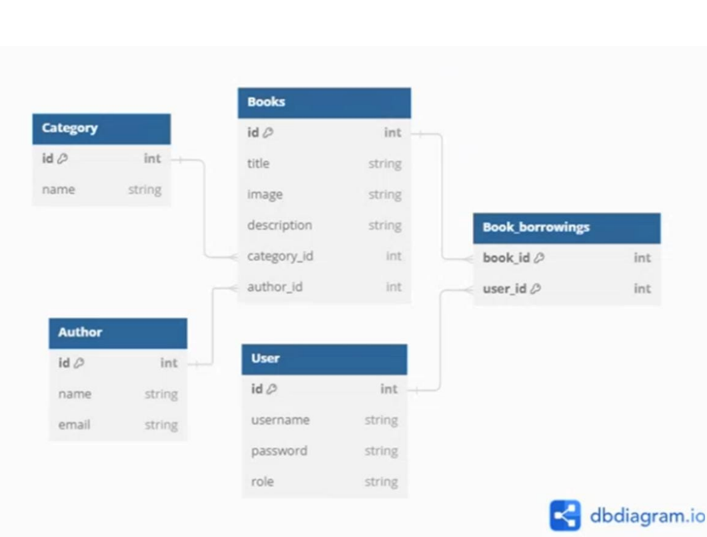 Category
id int
name string
Books
id int
title string
image string
description string
category_id int
author_id int
Book_borrowings
book_id int
user_id int
Author
id int
name string
email string
User
id int
username string
password string
role string
dbdiagram.io